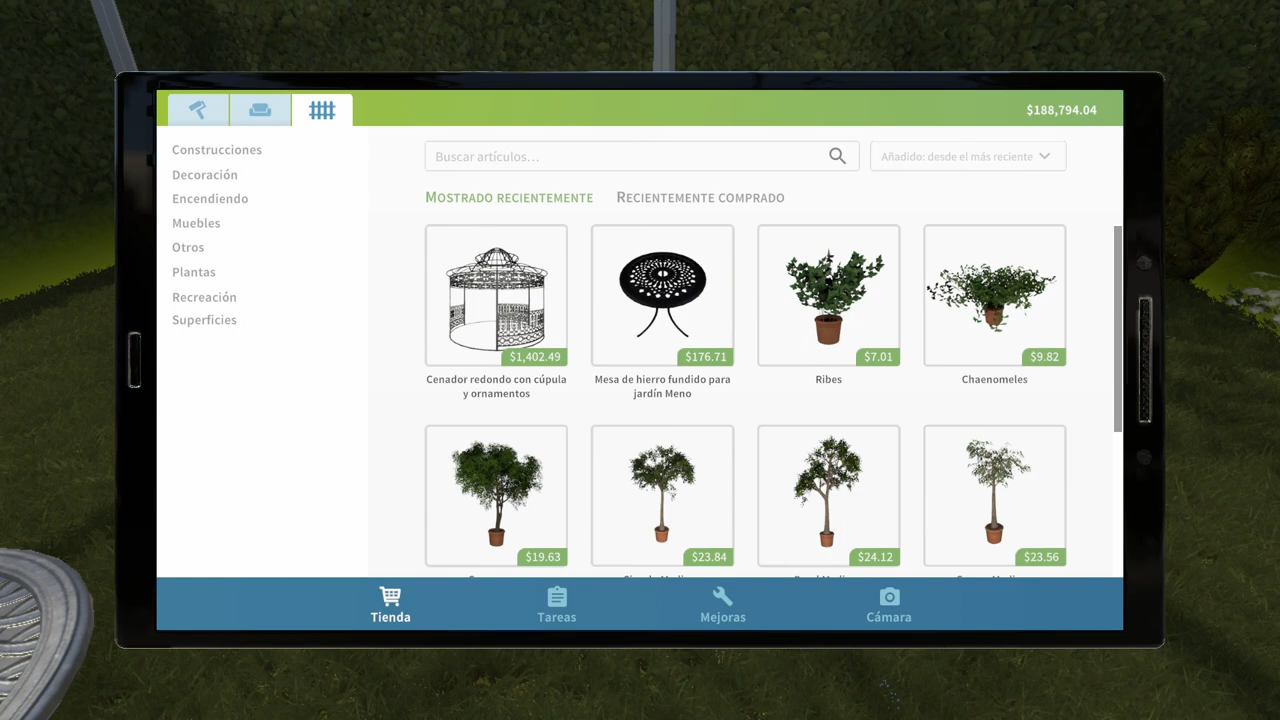 $188,794.04
Construcciones
Decoración
Encendiendo
Muebles
Otros
Plantas
Recreación
Superficies
Buscar artículos...
Añadido: desde el más reciente
MOSTRADO RECIENTEMENTE
RECIENTEMENTE COMPRADO
$1,402.49
$176.71
$7.01
$9.82
Cenador redondo con cúpula
y ornamentos
Mesa de hierro fundido para
jardín Meno
Ribes
Chaenomeles
$19.63
$23.84
$24.12
$23.56
Tienda
Tareas
Mejoras
Cámara